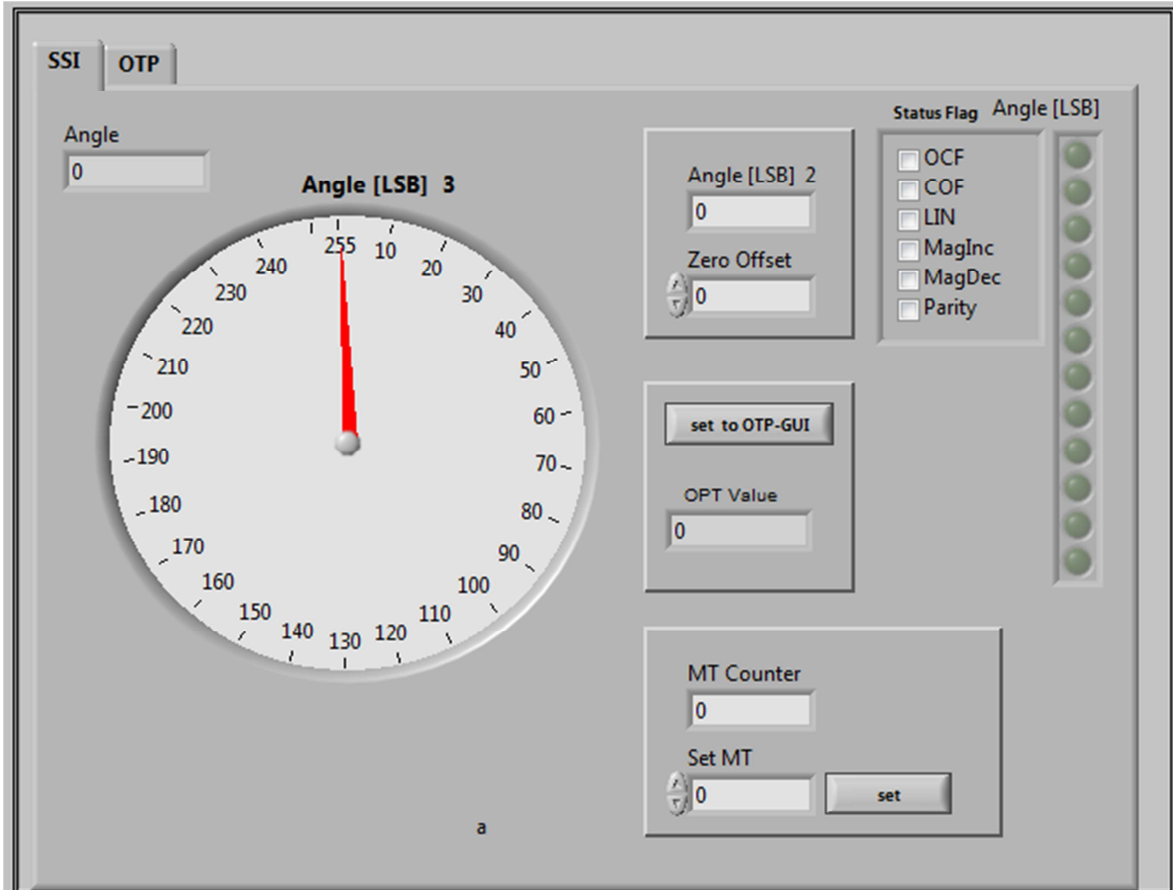 SSI
OTP
Angle
0
Angle [LSB] 3
255
10
20
30
40
50
60
70
80
90
100
110
120
130
140
150
160
170
180
190
200
210
220
230
240
Angle [LSB] 2
0
Zero Offset
0
set to OTP-GUI
OPT Value
0
MT Counter
0
Set MT
0
set
Status Flag
OCF
COF
LIN
MagInc
MagDec
Parity
Angle [LSB]
a